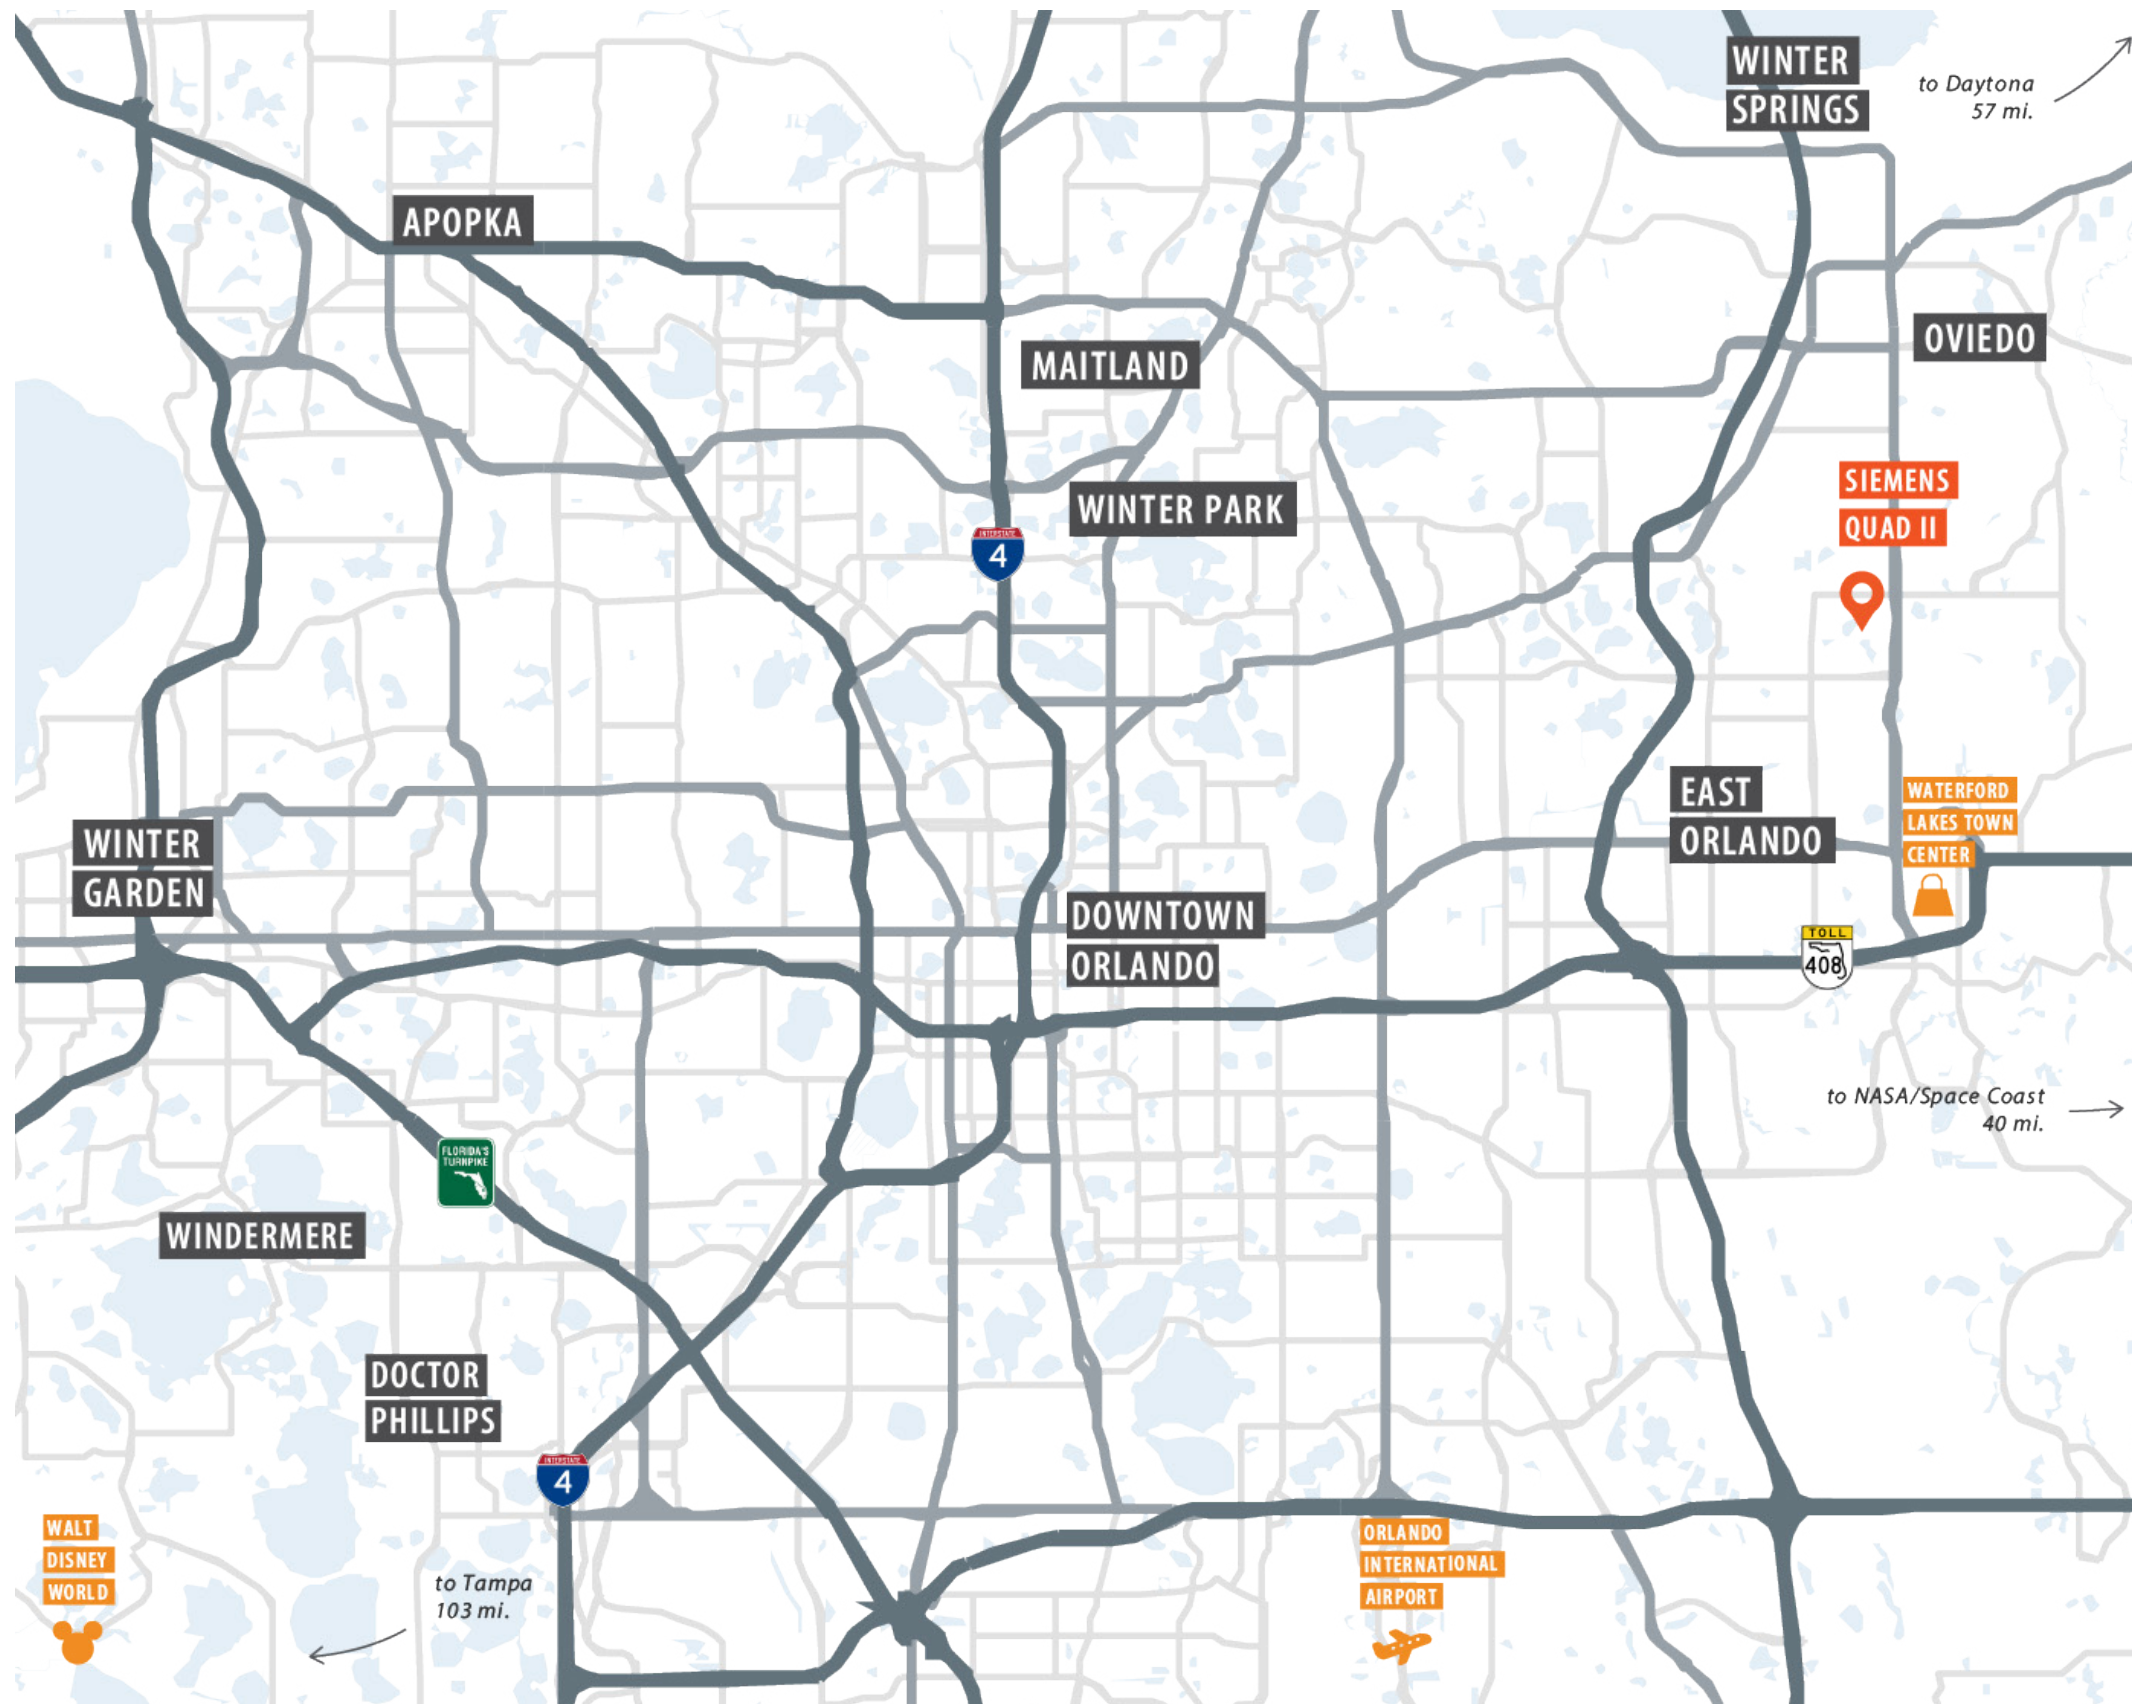 WINTER
SPRINGS
to Daytona
57 mi.
APOPKA
OVIEDO
MAITLAND
SIEMENS
QUAD II
WINTER PARK
INTERSTATE
4
EAST
ORLANDO
WATERFORD
LAKES TOWN
CENTER
WINTER
GARDEN
DOWNTOWN
ORLANDO
TOLL
408
to NASA/Space Coast
40 mi.
FLORIDA'S
TURNPIKE
WINDERMERE
DOCTOR
PHILLIPS
INTERSTATE
4
WALT
DISNEY
WORLD
to Tampa
103 mi.
ORLANDO
INTERNATIONAL
AIRPORT